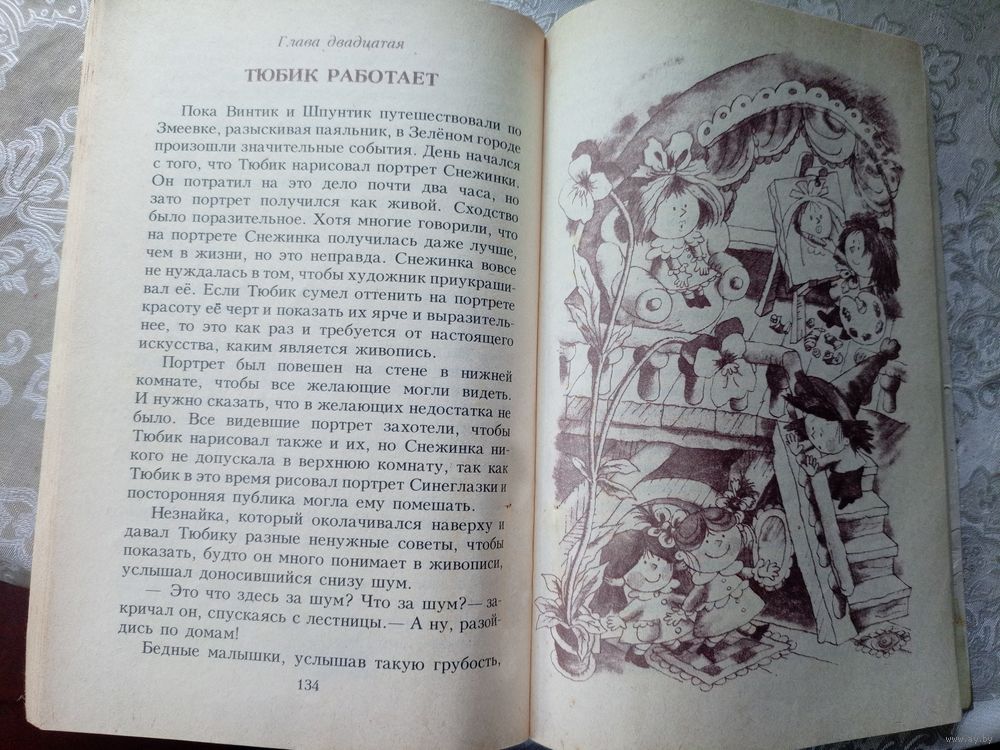 Глава двадцатая
ТЮБИК РАБОТАЕТ
Пока Винтик и Шпунтик путешествовали по
Змеевке, разыскивая паяльник, в Зелёном городе
произошли значительные события. День начался
с того, что Тюбик нарисовал портрет Снежинки.
Он потратил на это дело почти два часа, но
зато портрет получился как живой. Сходство
было поразительное. Хотя многие говорили, что
на портрете Снежинка получилась даже лучше,
чем в жизни, но это неправда. Снежинка вовсе
не нуждалась в том, чтобы художник приукраши-
вал её. Если Тюбик сумел оттенить на портрете
красоту её черт и показать их ярче и выразитель-
нее, то это как раз и требуется от настоящего
искусства, каким является живопись.
Портрет был повешен на стене в нижней
комнате, чтобы все желающие могли видеть.
И нужно сказать, что в желающих недостатка не
было. Все видевшие портрет захотели, чтобы
Тюбик нарисовал также и их, но Снежинка ни-
кого не допускала в верхнюю комнату, так как
Тюбик в это время рисовал портрет Синеглазки и
посторонняя публика могла ему помешать.
Незнайка, который околачивался наверху и
давал Тюбику разные ненужные советы, чтобы
показать, будто он много понимает в живописи,
услышал доносившийся снизу шум.
— Это что здесь за шум? Что за шум?— за-
кричал он, спускаясь с лестницы.— А ну, разой-
дись по домам!
Бедные малышки, услышав такую грубость,
134
www.ay.by